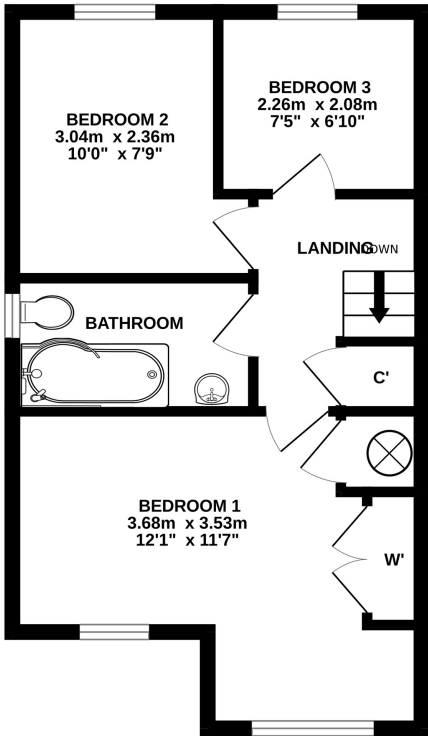 BEDROOM 3
2.26m x 2.08m
7'5" x 6'10"
BEDROOM 2
3.04m x 2.36m
10'0" x 7'9"
LANDING
DOWN
BATHROOM
C'
BEDROOM 1
3.68m x 3.53m
12'1" x 11'7"
W'